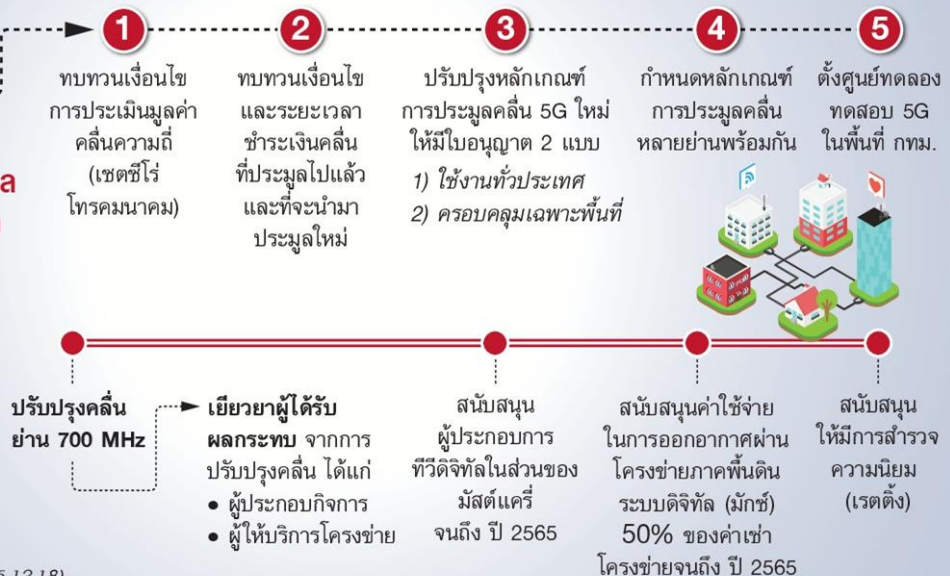 1
ทบทวนเงื่อนไข
การประเมินมูลค่า
คลื่นความถี่
(เซตซีโร่
โทรคมนาคม)
2
ทบทวนเงื่อนไข
และระยะเวลา
ชำระเงินคลื่น
ที่ประมูลไปแล้ว
และที่จะนำมา
ประมูลใหม่
3
ปรับปรุงหลักเกณฑ์
การประมูลคลื่น 5G ใหม่
ให้มีใบอนุญาต 2 แบบ
1) ใช้งานทั่วประเทศ
2) ครอบคลุมเฉพาะพื้นที่
4
กำหนดหลักเกณฑ์
การประมูลคลื่น
หลายย่านพร้อมกัน
5
ตั้งศูนย์ทดลอง
ทดสอบ 5G
ในพื้นที่ กทม.
ปรับปรุงคลื่น
ย่าน 700 MHz
เยียวยาผู้ได้รับ
ผลกระทบ จากการ
ปรับปรุงคลื่น ได้แก่
• ผู้ประกอบกิจการ
• ผู้ให้บริการโครงข่าย
สนับสนุน
ผู้ประกอบการ
ทีวีดิจิทัลในส่วนของ
มัสต์แครี่
จนถึง ปี 2565
สนับสนุนค่าใช้จ่าย
ในการออกอากาศผ่าน
โครงข่ายภาคพื้นดิน
ระบบดิจิทัล (มักซ์)
50% ของค่าเช่า
โครงข่ายจนถึง ปี 2565
สนับสนุน
ให้มีการสำรวจ
ความนิยม
(เรตติ้ง)